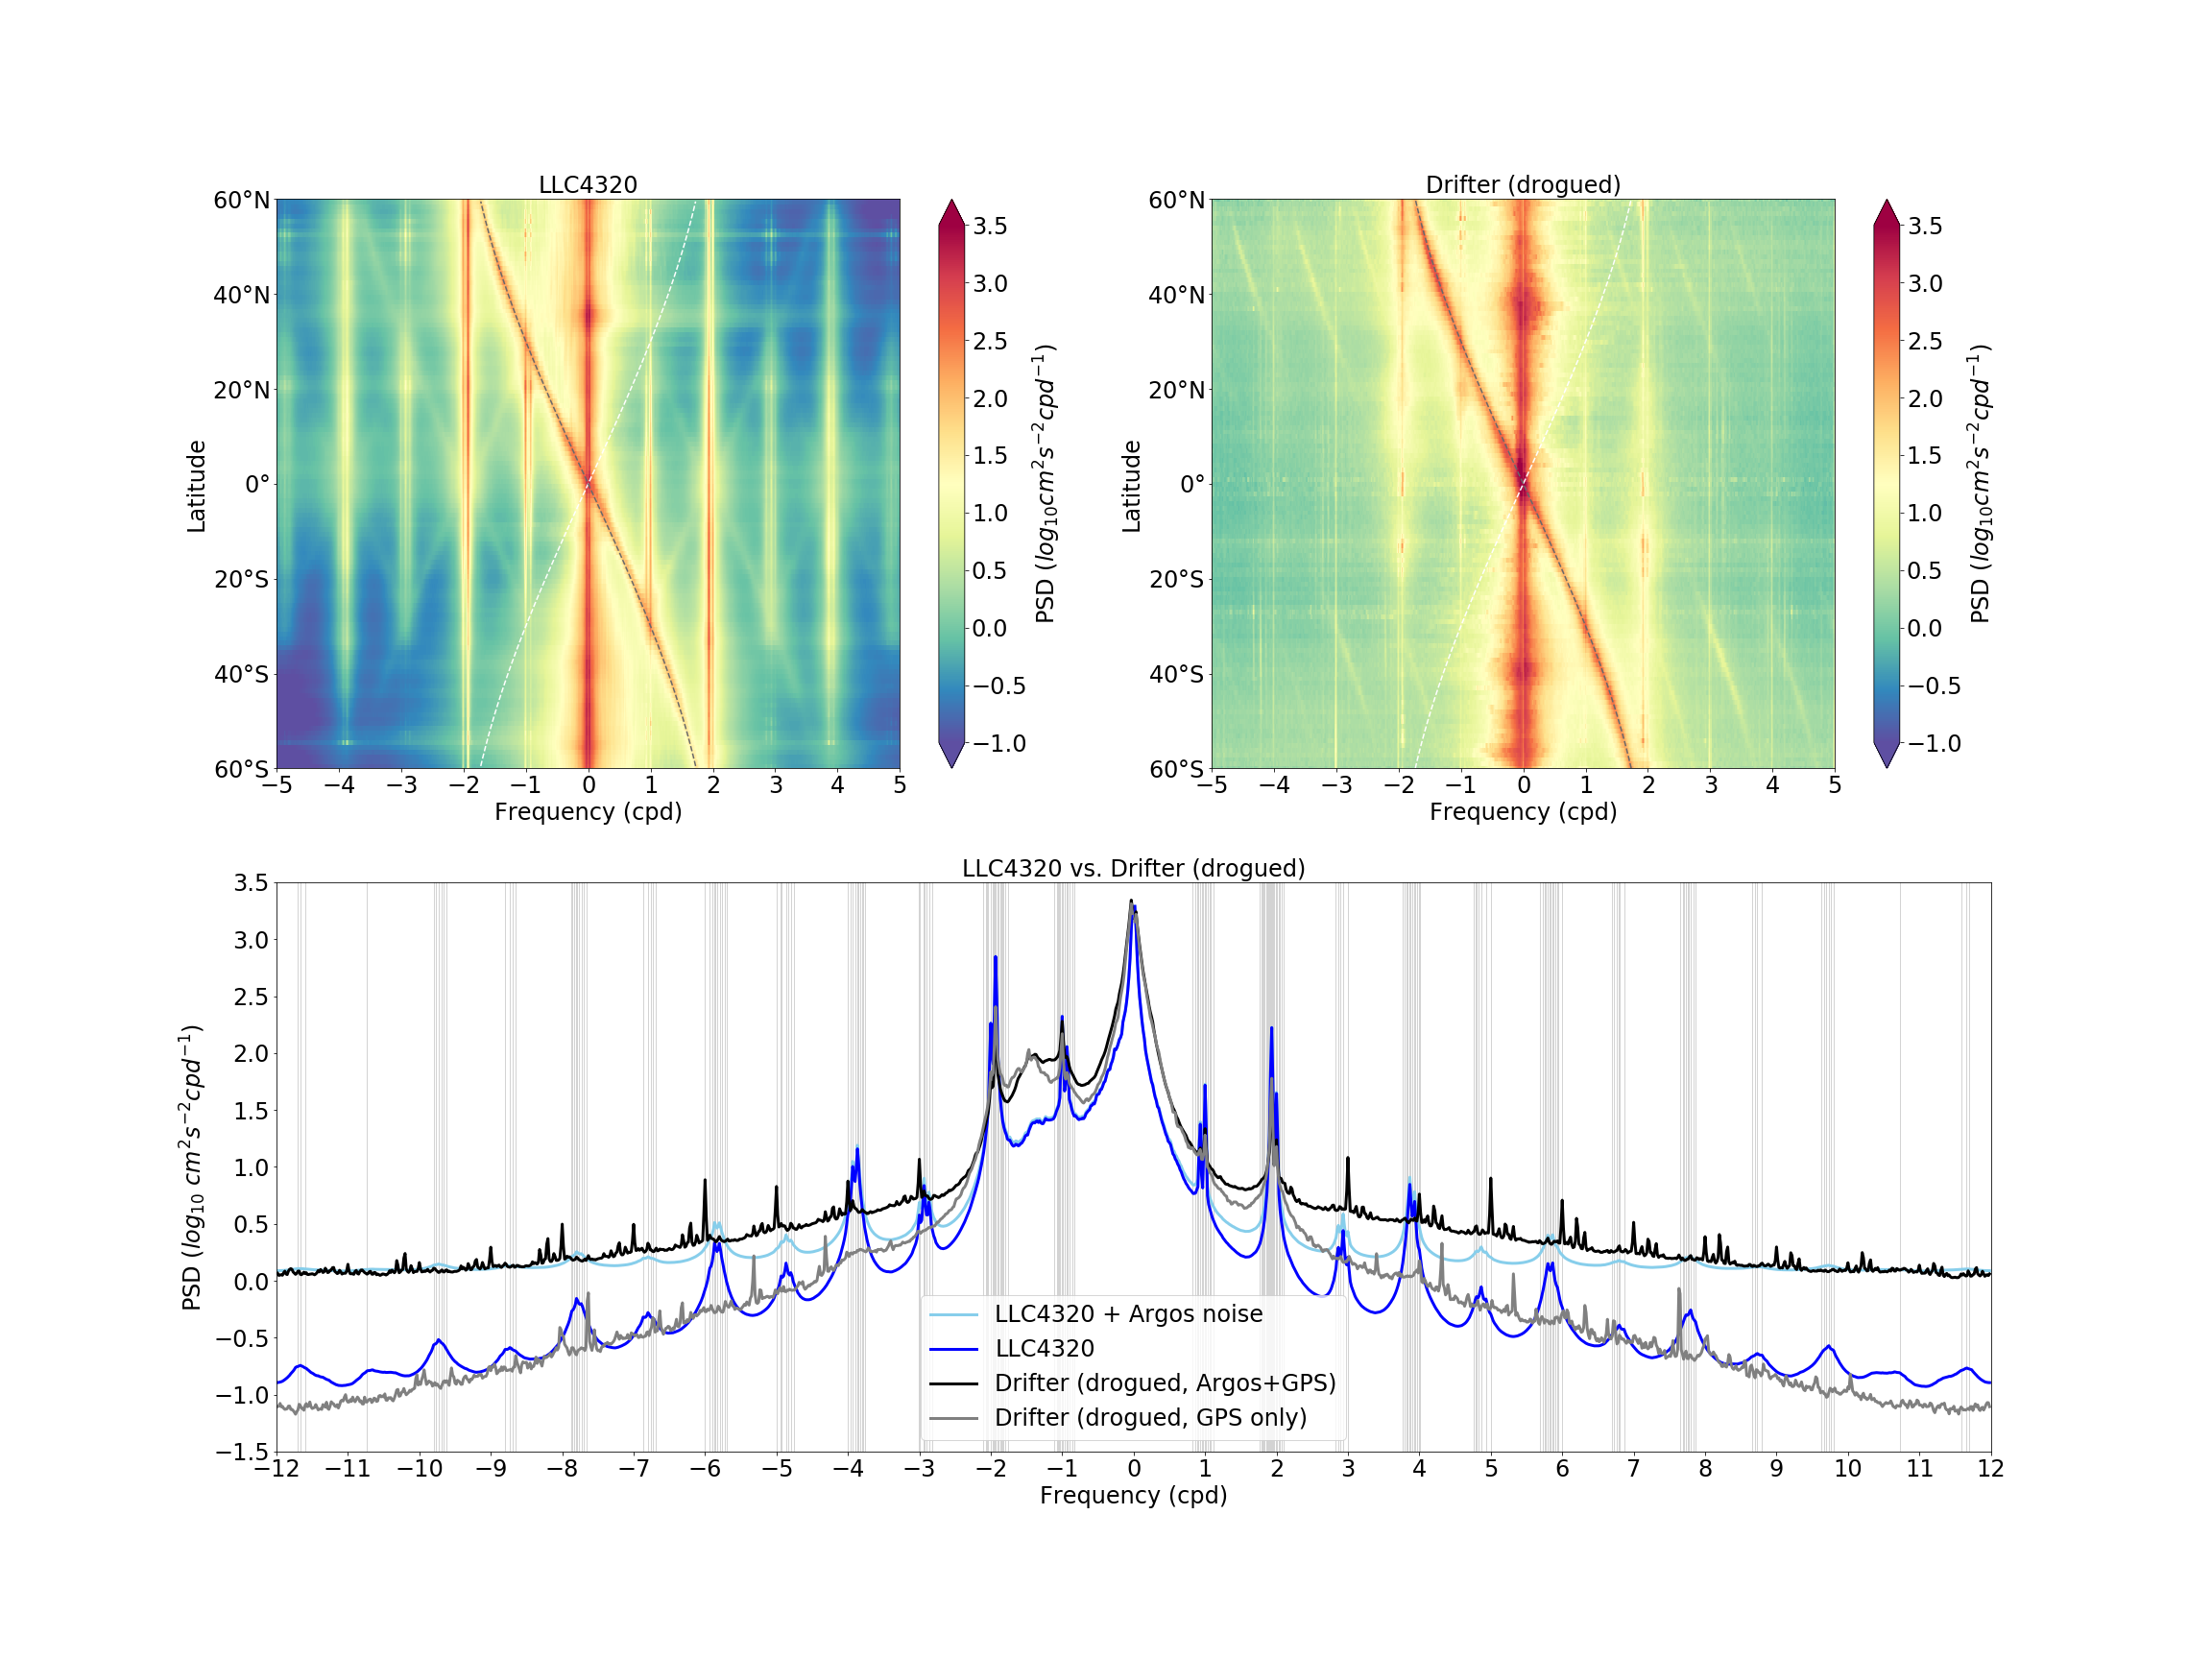 LLC4320
60°N
40°N
20°N
0°
20°S
40°S
60°S
Latitude
−5 −4 −3 −2 −1 0 1 2 3 4 5
Frequency (cpd)
3.5
3.0
2.5
2.0
1.5
1.0
0.5
0.0
−0.5
−1.0
PSD (log₁₀cm²s⁻²cpd⁻¹)
Drifter (drogued)
60°N
40°N
20°N
0°
20°S
40°S
60°S
Latitude
−5 −4 −3 −2 −1 0 1 2 3 4 5
Frequency (cpd)
3.5
3.0
2.5
2.0
1.5
1.0
0.5
0.0
−0.5
−1.0
PSD (log₁₀cm²s⁻²cpd⁻¹)
LLC4320 vs. Drifter (drogued)
3.5
3.0
2.5
2.0
1.5
1.0
0.5
0.0
−0.5
−1.0
−1.5
PSD (log₁₀ cm²s⁻²cpd⁻¹)
LLC4320 + Argos noise
LLC4320
Drifter (drogued, Argos+GPS)
Drifter (drogued, GPS only)
−12 −11 −10 −9 −8 −7 −6 −5 −4 −3 −2 −1 0 1 2 3 4 5 6 7 8 9 10 11 12
Frequency (cpd)